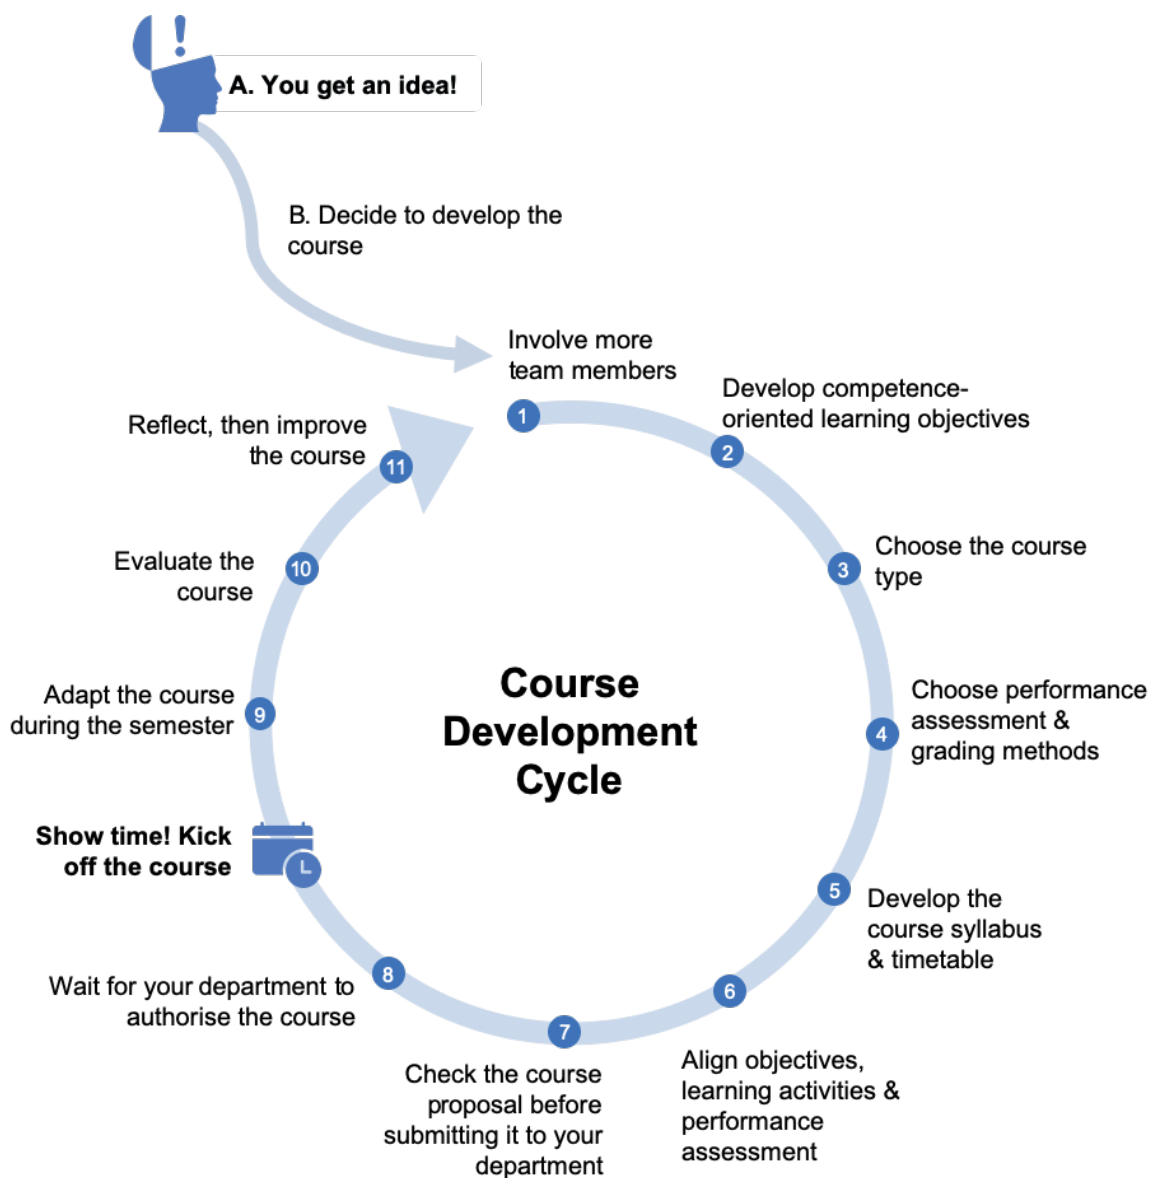 A. You get an idea!
B. Decide to develop the
course
Involve more
team members
1
Develop competence-
oriented learning objectives
2
Choose the course
type
3
Choose performance
assessment &
grading methods
4
Develop the
course syllabus
& timetable
5
Align objectives,
learning activities &
performance
assessment
6
Check the course
proposal before
submitting it to your
department
7
Wait for your department to
authorise the course
8
Show time! Kick
off the course
Adapt the course
during the semester
9
Evaluate the
course
10
Reflect, then improve
the course
11
Course
Development
Cycle